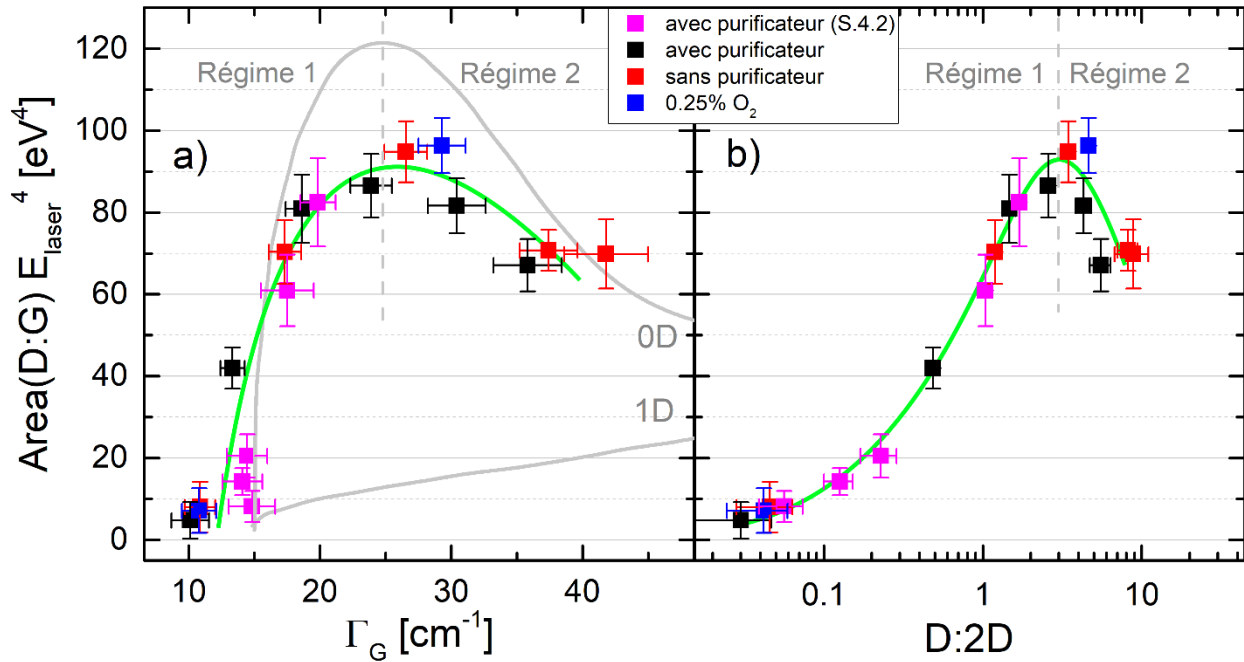 avec purificateur (S.4.2)
avec purificateur
sans purificateur
0.25% O₂
Régime 1
Régime 2
Régime 1
Régime 2
a)
b)
0D
1D
Area(D:G) E_laser⁴ [eV⁴]
120
100
80
60
40
20
0
10
20
30
40
0.1
1
10
Γ_G [cm⁻¹]
D:2D